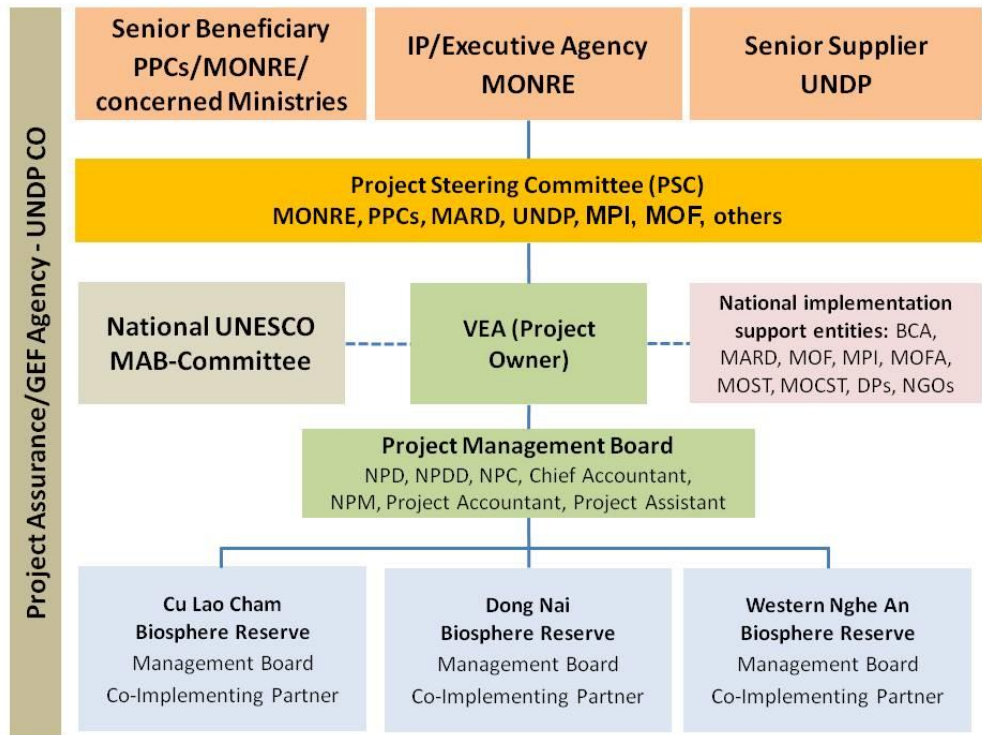 Project Assurance/GEF Agency - UNDP CO
Senior Beneficiary
PPCs/MONRE/
concerned Ministries
IP/Executive Agency
MONRE
Senior Supplier
UNDP
Project Steering Committee (PSC)
MONRE, PPCs, MARD, UNDP, MPI, MOF, others
National UNESCO
MAB-Committee
VEA (Project
Owner)
National implementation
support entities: BCA,
MARD, MOF, MPI, MOFA,
MOST, MOCST, DPs, NGOs
Project Management Board
NPD, NPDD, NPC, Chief Accountant,
NPM, Project Accountant, Project Assistant
Cu Lao Cham
Biosphere Reserve
Management Board
Co-Implementing Partner
Dong Nai
Biosphere Reserve
Management Board
Co-Implementing Partner
Western Nghe An
Biosphere Reserve
Management Board
Co-Implementing Partner